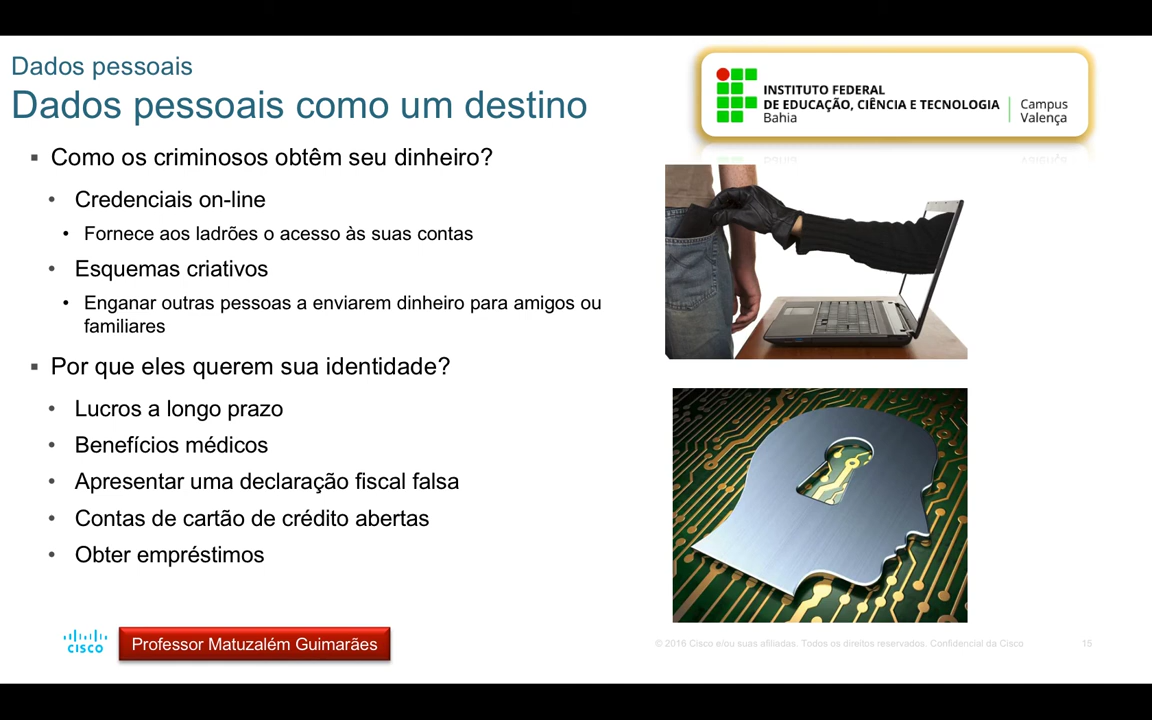 Dados pessoais
Dados pessoais como um destino
INSTITUTO FEDERAL
DE EDUCAÇÃO, CIÊNCIA E TECNOLOGIA
Bahia
Campus
Valença
▪ Como os criminosos obtêm seu dinheiro?
• Credenciais on-line
• Fornece aos ladrões o acesso às suas contas
• Esquemas criativos
• Enganar outras pessoas a enviarem dinheiro para amigos ou
familiares
▪ Por que eles querem sua identidade?
• Lucros a longo prazo
• Benefícios médicos
• Apresentar uma declaração fiscal falsa
• Contas de cartão de crédito abertas
• Obter empréstimos
CISCO
Professor Matuzalém Guimarães
© 2016 Cisco e/ou suas afiliadas. Todos os direitos reservados. Confidencial da Cisco
15